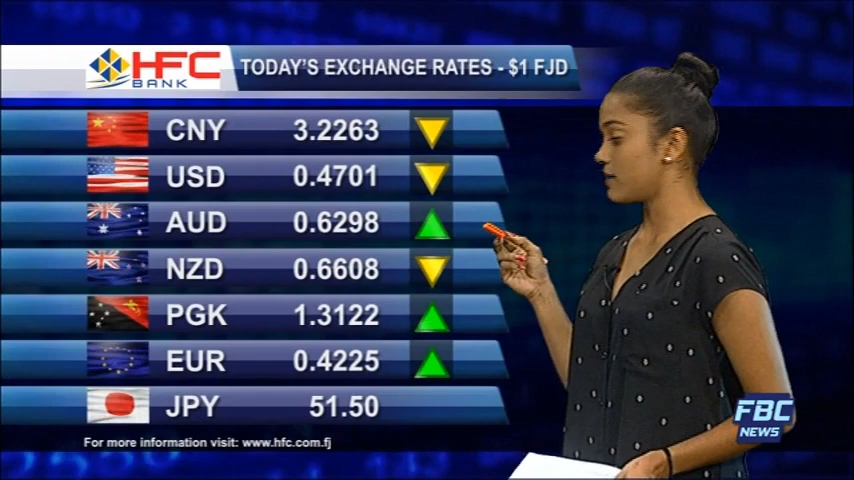 HFC
BANK
TODAY'S EXCHANGE RATES - $1 FJD
CNY 3.2263
USD 0.4701
AUD 0.6298
NZD 0.6608
PGK 1.3122
EUR 0.4225
JPY 51.50
For more information visit: www.hfc.com.fj
FBC
NEWS